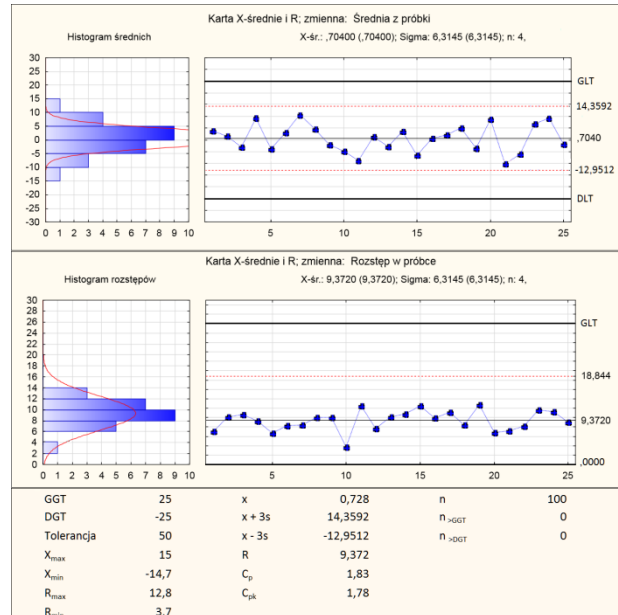 Karta X-średnie i R; zmienna: Średnia z próbki
Histogram średnich
X-śr.: ,70400 (,70400); Sigma: 6,3145 (6,3145); n: 4,
30
25
20
15
10
5
0
-5
-10
-15
-20
-25
-30
0 1 2 3 4 5 6 7 8 9 10
5 10 15 20 25
GLT
14,3592
,7040
-12,9512
DLT
Karta X-średnie i R; zmienna: Rozstęp w próbce
Histogram rozstępów
X-śr.: 9,3720 (9,3720); Sigma: 6,3145 (6,3145); n: 4,
30
28
26
24
22
20
18
16
14
12
10
8
6
4
2
0
0 1 2 3 4 5 6 7 8 9 10
5 10 15 20 25
GLT
18,844
9,3720
,0000
GGT 25 x 0,728 n 100
DGT -25 x + 3s 14,3592 n >GGT 0
Tolerancja 50 x - 3s -12,9512 n >DGT 0
Xmax 15 R 9,372
Xmin -14,7 Cp 1,83
Rmax 12,8 Cpk 1,78
Rmin 3,7